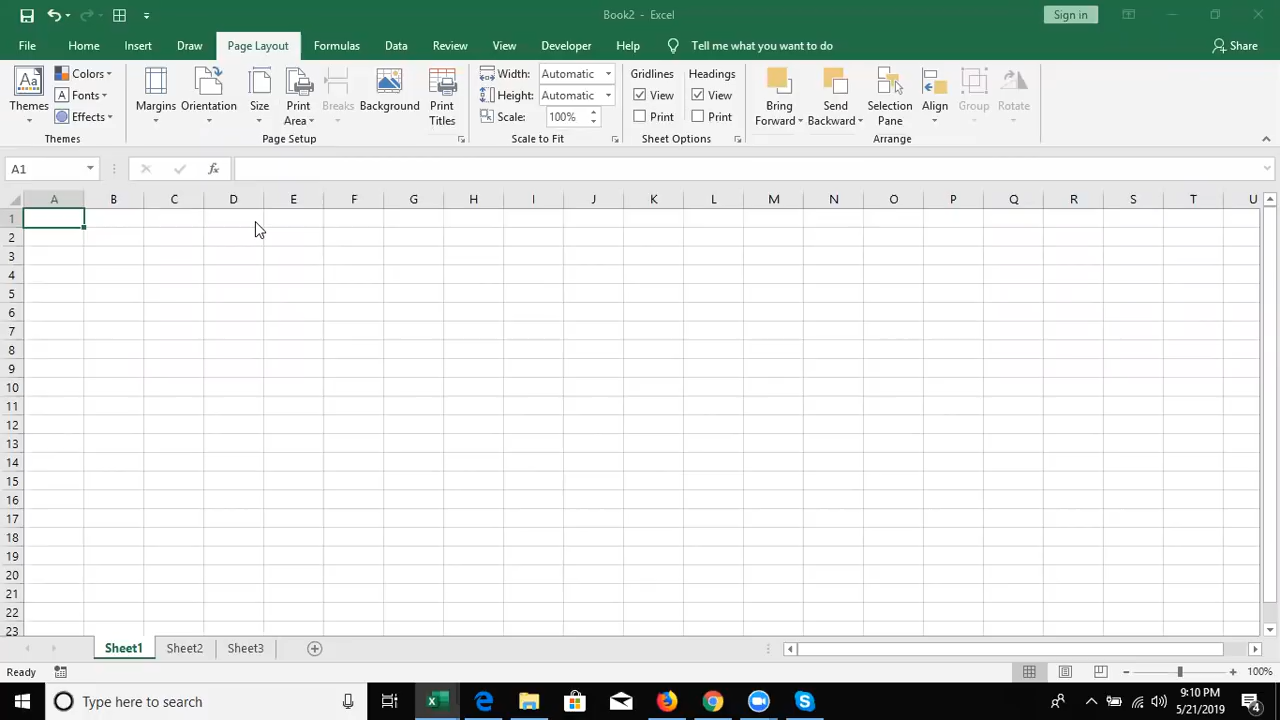 Book2 - Excel
Sign in
File Home Insert Draw Page Layout Formulas Data Review View Developer Help Tell me what you want to do Share
Themes
Colors
Fonts
Effects
Themes
Margins
Orientation
Size
Print Area
Breaks
Background
Print Titles
Page Setup
Width: Automatic
Height: Automatic
Scale: 100%
Scale to Fit
Gridlines
View
Print
Headings
View
Print
Sheet Options
Bring Forward
Send Backward
Selection Pane
Align
Group
Rotate
Arrange
A1
fx
A B C D E F G H I J K L M N O P Q R S T U
1
2
3
4
5
6
7
8
9
10
11
12
13
14
15
16
17
18
19
20
21
22
23
Sheet1 Sheet2 Sheet3
Ready
100%
Type here to search
9:10 PM
5/21/2019
4